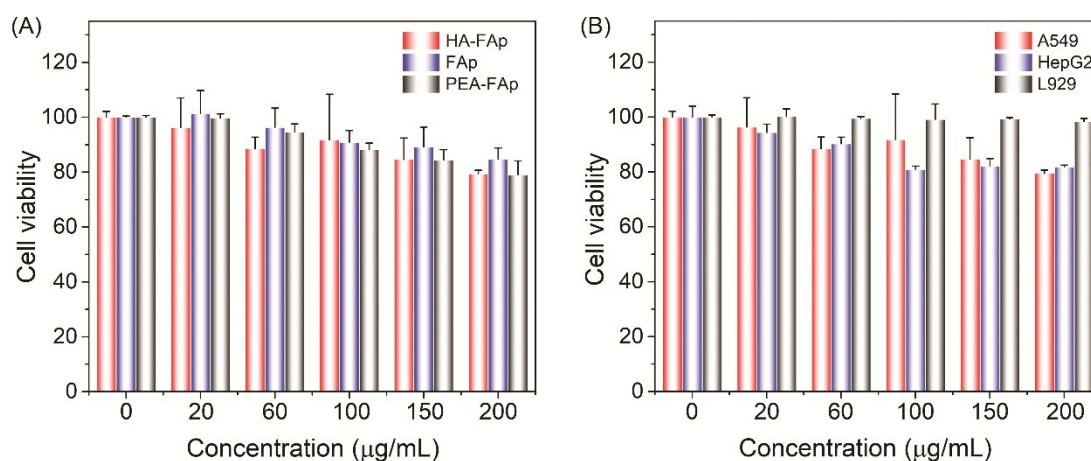 (A)
HA-FAp
FAp
PEA-FAp
120
100
80
60
40
20
0
Cell viability
0 20 60 100 150 200
Concentration (μg/mL)
(B)
A549
HepG2
L929
120
100
80
60
40
20
0
Cell viability
0 20 60 100 150 200
Concentration (μg/mL)